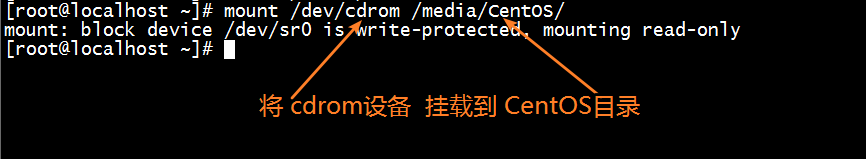 [root@localhost ~]# mount /dev/cdrom /media/CentOS/
mount: block device /dev/sr0 is write-protected, mounting read-only
[root@localhost ~]#
将 cdrom设备 挂载到 CentOS目录